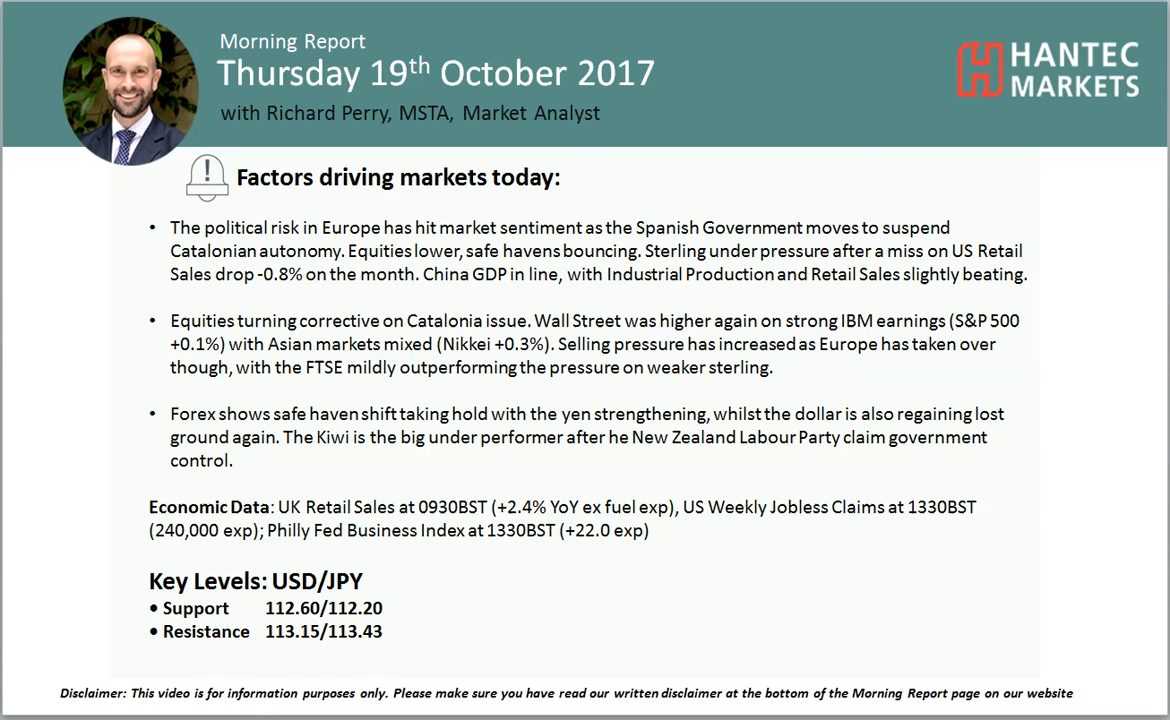 Morning Report
Thursday 19th October 2017
with Richard Perry, MSTA, Market Analyst
HANTEC
MARKETS
Factors driving markets today:
• The political risk in Europe has hit market sentiment as the Spanish Government moves to suspend
Catalonian autonomy. Equities lower, safe havens bouncing. Sterling under pressure after a miss on US Retail
Sales drop -0.8% on the month. China GDP in line, with Industrial Production and Retail Sales slightly beating.
• Equities turning corrective on Catalonia issue. Wall Street was higher again on strong IBM earnings (S&P 500
+0.1%) with Asian markets mixed (Nikkei +0.3%). Selling pressure has increased as Europe has taken over
though, with the FTSE mildly outperforming the pressure on weaker sterling.
• Forex shows safe haven shift taking hold with the yen strengthening, whilst the dollar is also regaining lost
ground again. The Kiwi is the big under performer after he New Zealand Labour Party claim government
control.
Economic Data: UK Retail Sales at 0930BST (+2.4% YoY ex fuel exp), US Weekly Jobless Claims at 1330BST
(240,000 exp); Philly Fed Business Index at 1330BST (+22.0 exp)
Key Levels: USD/JPY
• Support 112.60/112.20
• Resistance 113.15/113.43
Disclaimer: This video is for information purposes only. Please make sure you have read our written disclaimer at the bottom of the Morning Report page on our website